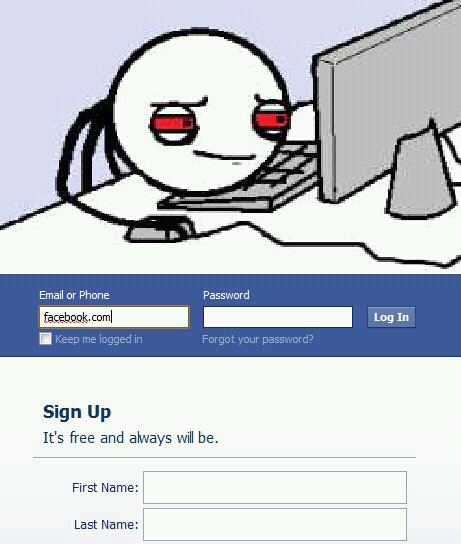 Email or Phone Password
facebook.com Log In
Keep me logged in Forgot your password?
Sign Up
It's free and always will be.
First Name:
Last Name: